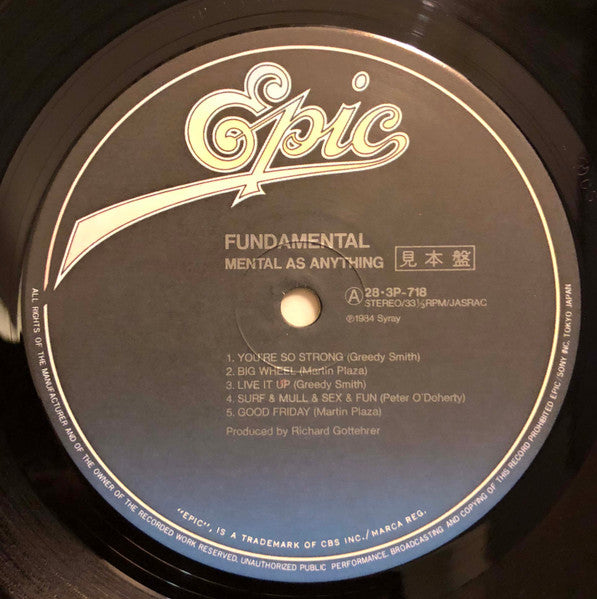 Epic
FUNDAMENTAL
MENTAL AS ANYTHING 見本盤
A 28・3P-718
STEREO/33⅓RPM/JASRAC
℗1984 Syray
1. YOU'RE SO STRONG (Greedy Smith)
2. BIG WHEEL (Martin Plaza)
3. LIVE IT UP (Greedy Smith)
4. SURF & MULL & SEX & FUN (Peter O'Doherty)
5. GOOD FRIDAY (Martin Plaza)
Produced by Richard Gottehrer
"EPIC", IS A TRADEMARK OF CBS INC./MARCA REG.
ALL RIGHTS OF THE MANUFACTURER AND OF THE OWNER OF THE RECORDED WORK RESERVED. UNAUTHORIZED PUBLIC PERFORMANCE, BROADCASTING AND COPYING OF THIS RECORD PROHIBITED EPIC/SONY INC. TOKYO JAPAN